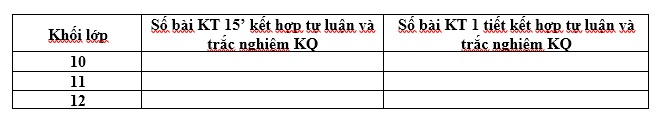 Khối lớp
Số bài KT 15’ kết hợp tự luận và
trắc nghiệm KQ
Số bài KT 1 tiết kết hợp tự luận và
trắc nghiệm KQ
10
11
12